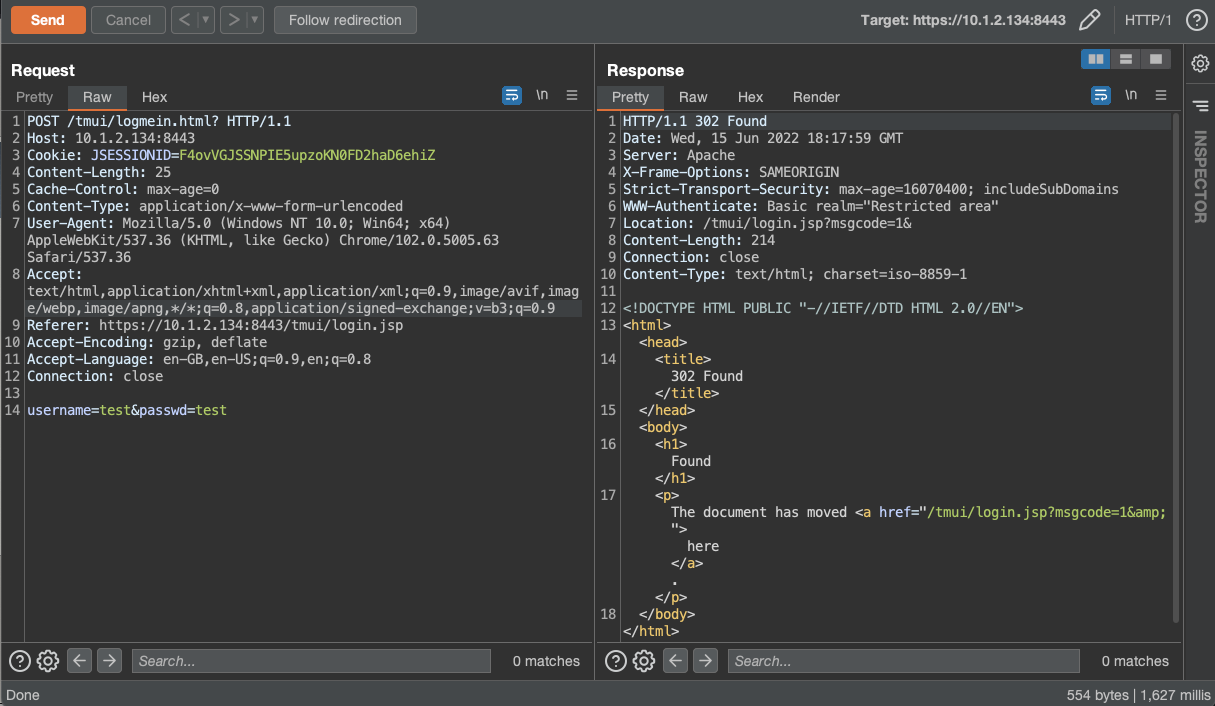 Send Cancel < > Follow redirection Target: https://10.1.2.134:8443 HTTP/1 ?
Request
Pretty Raw Hex \n
1 POST /tmui/logmein.html? HTTP/1.1
2 Host: 10.1.2.134:8443
3 Cookie: JSESSIONID=F4ovVGJSSNPIE5upzoKN0FD2haD6ehiZ
4 Content-Length: 25
5 Cache-Control: max-age=0
6 Content-Type: application/x-www-form-urlencoded
7 User-Agent: Mozilla/5.0 (Windows NT 10.0; Win64; x64)
AppleWebKit/537.36 (KHTML, like Gecko) Chrome/102.0.5005.63
Safari/537.36
8 Accept:
text/html,application/xhtml+xml,application/xml;q=0.9,image/avif,imag
e/webp,image/apng,*/*;q=0.8,application/signed-exchange;v=b3;q=0.9
9 Referer: https://10.1.2.134:8443/tmui/login.jsp
10 Accept-Encoding: gzip, deflate
11 Accept-Language: en-GB,en-US;q=0.9,en;q=0.8
12 Connection: close
13
14 username=test&passwd=test
? Search... 0 matches
Response
Pretty Raw Hex Render \n
1 HTTP/1.1 302 Found
2 Date: Wed, 15 Jun 2022 18:17:59 GMT
3 Server: Apache
4 X-Frame-Options: SAMEORIGIN
5 Strict-Transport-Security: max-age=16070400; includeSubDomains
6 WWW-Authenticate: Basic realm="Restricted area"
7 Location: /tmui/login.jsp?msgcode=1&
8 Content-Length: 214
9 Connection: close
10 Content-Type: text/html; charset=iso-8859-1
11
12 <!DOCTYPE HTML PUBLIC "-//IETF//DTD HTML 2.0//EN">
13 <html>
<head>
14 <title>
302 Found
</title>
15 </head>
<body>
16 <h1>
Found
</h1>
17 <p>
The document has moved <a href="/tmui/login.jsp?msgcode=1&amp;
">
here
</a>
.
</p>
18 </body>
</html>
? Search... 0 matches
INSPECTOR
Done 554 bytes | 1,627 millis